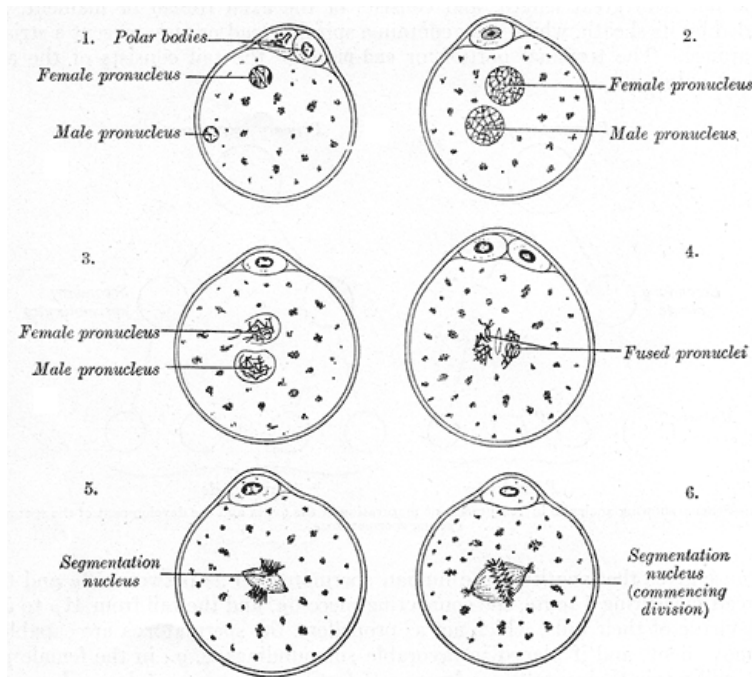 1.
Polar bodies
Female pronucleus
Male pronucleus
2.
Female pronucleus
Male pronucleus
3.
Female pronucleus
Male pronucleus
4.
Fused pronuclei
5.
Segmentation
nucleus
6.
Segmentation
nucleus
(commencing
division)